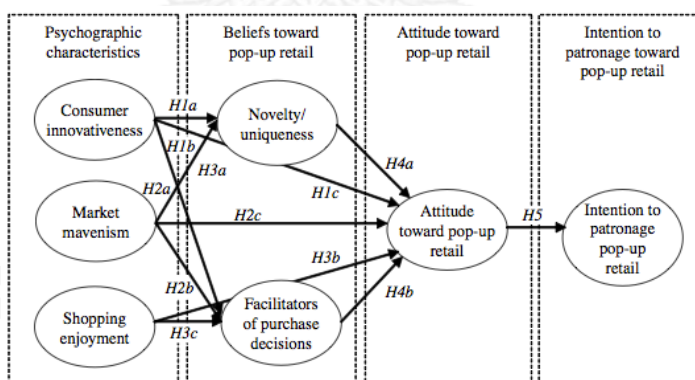 Psychographic
characteristics
Beliefs toward
pop-up retail
Attitude toward
pop-up retail
Intention to
patronage toward
pop-up retail
Consumer
innovativeness
Market
mavenism
Shopping
enjoyment
H1a
H1b
H3a
H2a
H1c
H2c
H2b
H3b
H3c
Novelty/
uniqueness
Facilitators
of purchase
decisions
H4a
H4b
Attitude
toward pop-up
retail
H5
Intention to
patronage
pop-up
retail